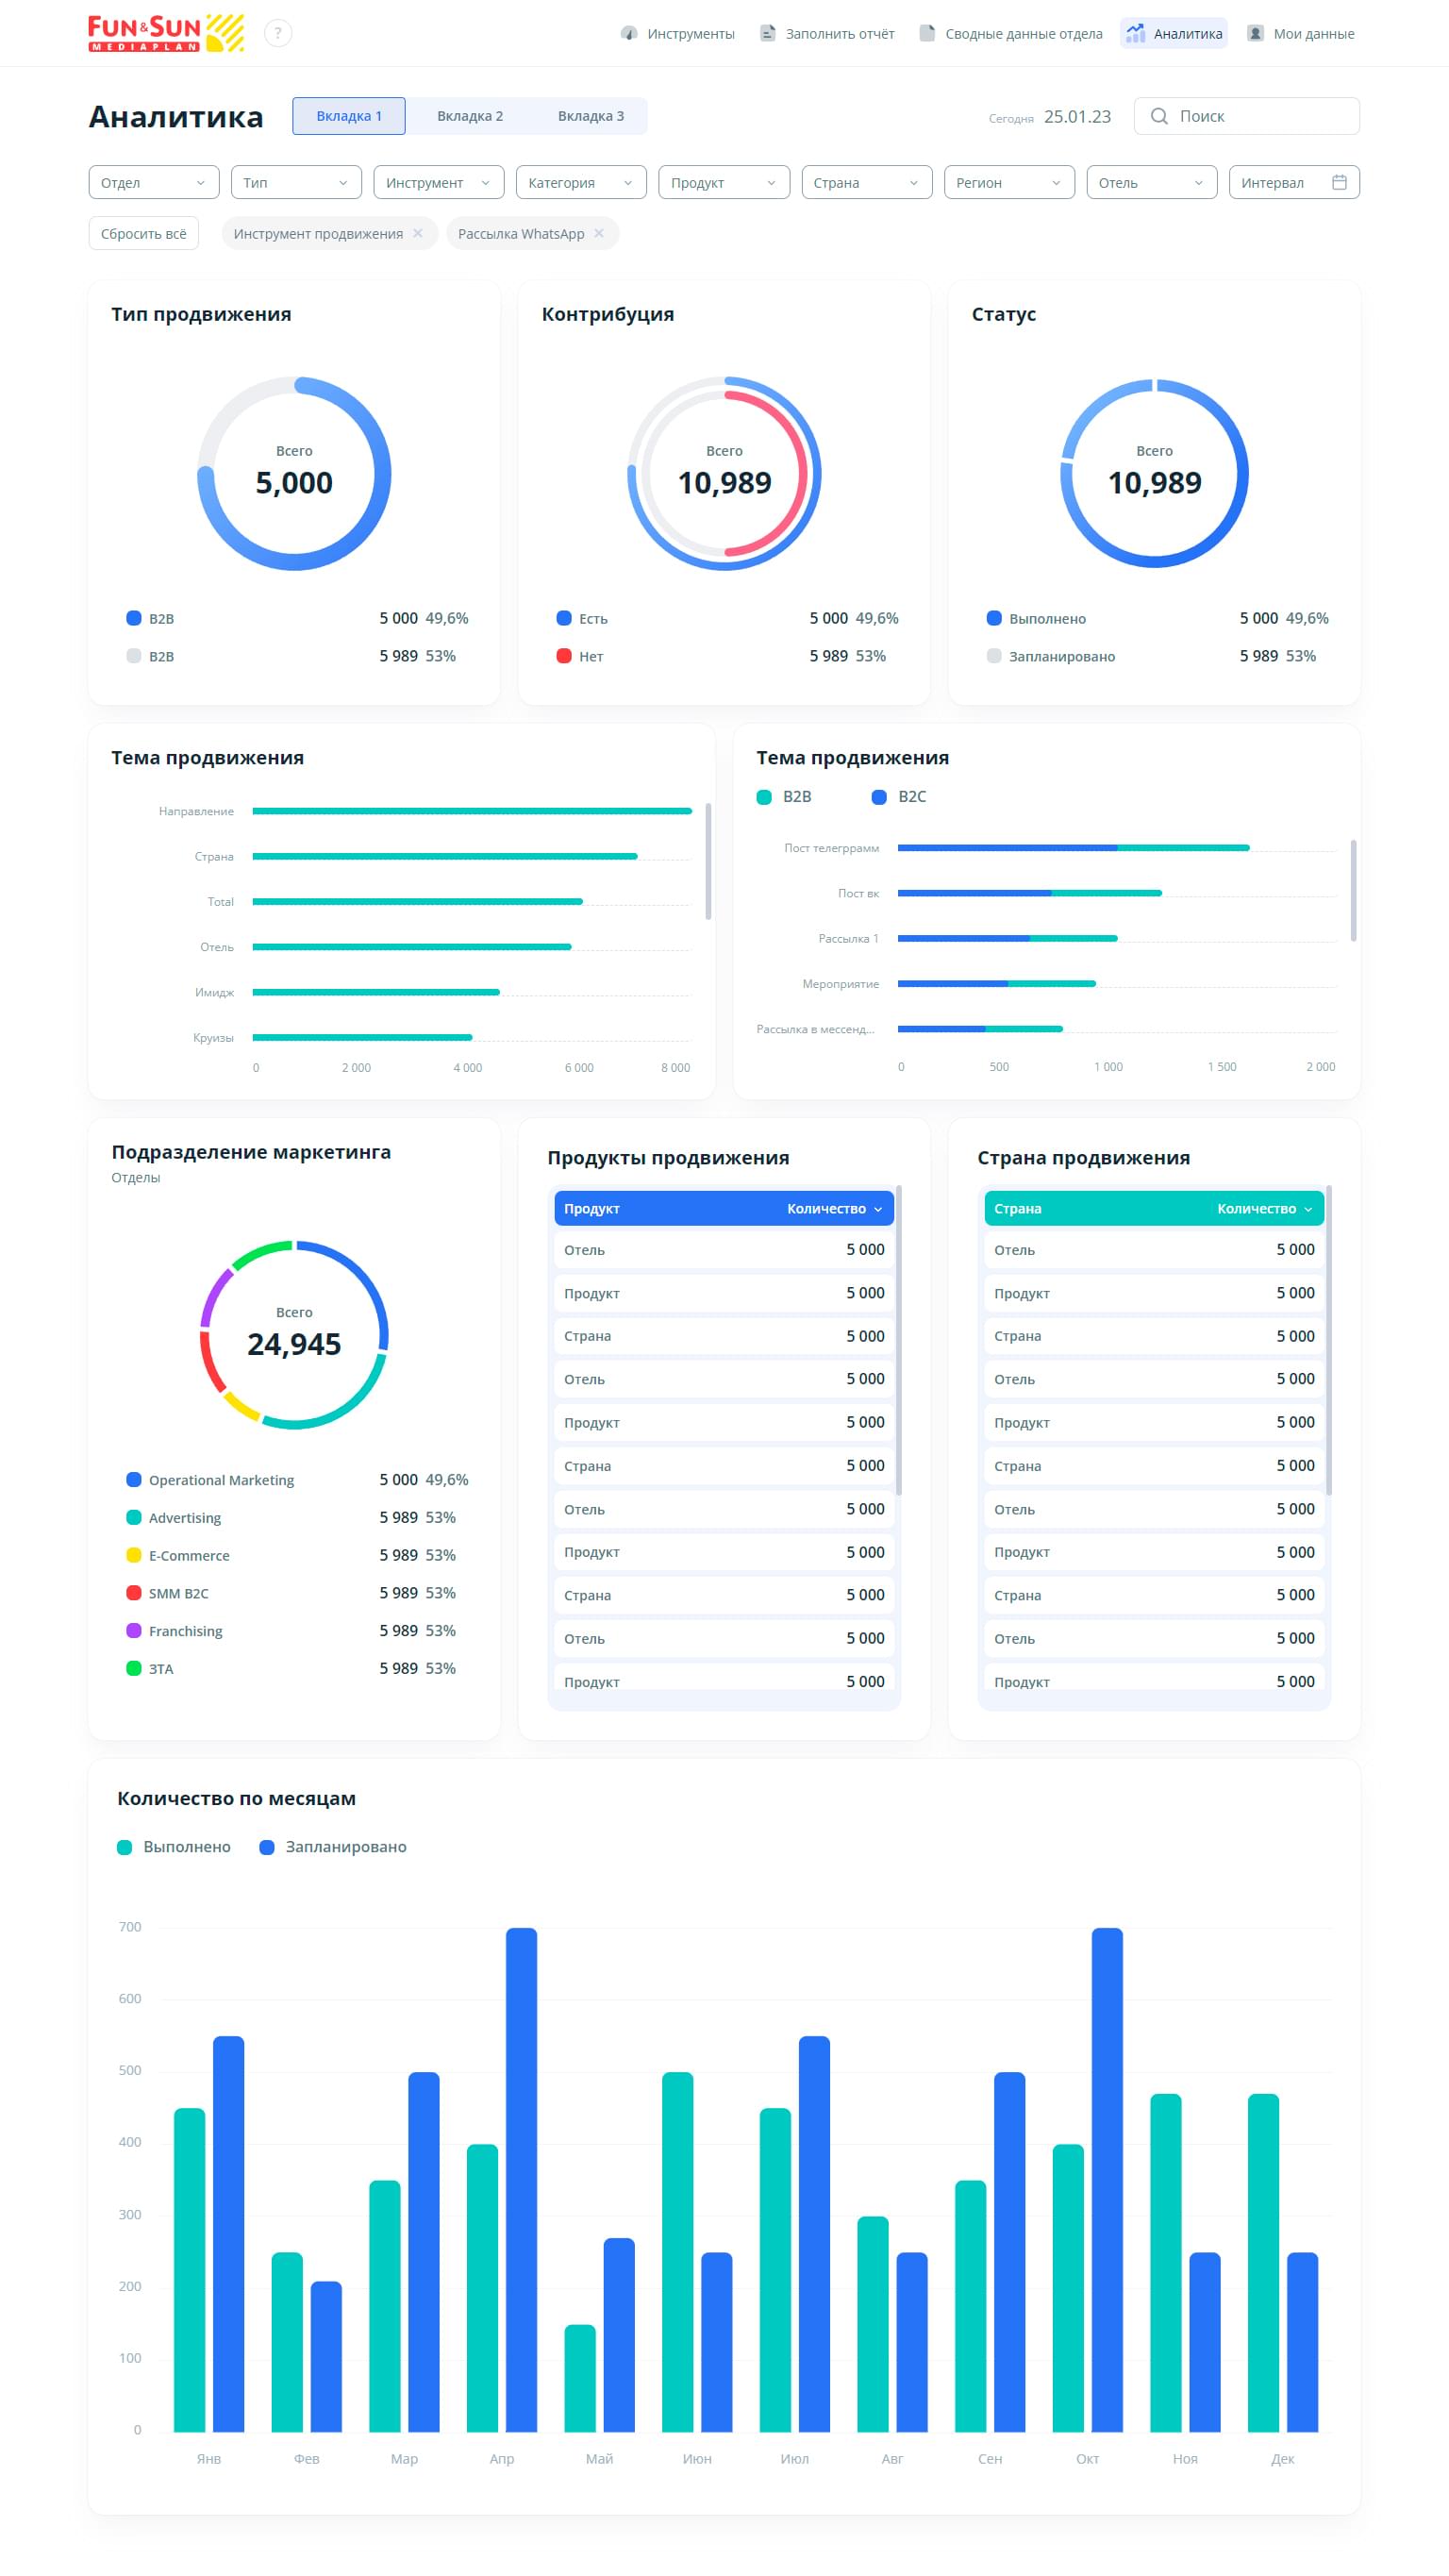 FUN&SUN
MEDIAPLAN
?
Инструменты
Заполнить отчёт
Сводные данные отдела
Аналитика
Мои данные
Аналитика
Вкладка 1
Вкладка 2
Вкладка 3
Сегодня 25.01.23
Поиск
Отдел
Тип
Инструмент
Категория
Продукт
Страна
Регион
Отель
Интервал
Сбросить всё
Инструмент продвижения
Рассылка WhatsApp
Тип продвижения
Всего
5,000
B2B 5 000 49,6%
B2B 5 989 53%
Контрибуция
Всего
10,989
Есть 5 000 49,6%
Нет 5 989 53%
Статус
Всего
10,989
Выполнено 5 000 49,6%
Запланировано 5 989 53%
Тема продвижения
Направление
Страна
Total
Отель
Имидж
Круизы
0 2 000 4 000 6 000 8 000
Тема продвижения
B2B B2C
Пост телегррамм
Пост вк
Рассылка 1
Мероприятие
Рассылка в мессенд...
0 500 1 000 1 500 2 000
Подразделение маркетинга
Отделы
Всего
24,945
Operational Marketing 5 000 49,6%
Advertising 5 989 53%
E-Commerce 5 989 53%
SMM B2C 5 989 53%
Franchising 5 989 53%
ЗТА 5 989 53%
Продукты продвижения
Продукт Количество
Отель 5 000
Продукт 5 000
Страна 5 000
Отель 5 000
Продукт 5 000
Страна 5 000
Отель 5 000
Продукт 5 000
Страна 5 000
Отель 5 000
Продукт 5 000
Страна продвижения
Страна Количество
Отель 5 000
Продукт 5 000
Страна 5 000
Отель 5 000
Продукт 5 000
Страна 5 000
Отель 5 000
Продукт 5 000
Страна 5 000
Отель 5 000
Продукт 5 000
Количество по месяцам
Выполнено Запланировано
700
600
500
400
300
200
100
0
Янв Фев Мар Апр Май Июн Июл Авг Сен Окт Ноя Дек